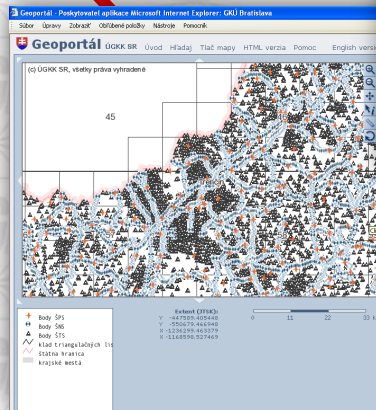 Geoportál - Poskytovateľ aplikace Microsoft Internet Explorer: GKÚ Bratislava
Súbor Úpravy Zobraziť Obľúbené položky Nástroje Pomocník
Geoportál ÚGKK SR Úvod Hľadaj Tlač mapy HTML verzia Pomoc English versi
(c) ÚGKK SR, všetky práva vyhradené
45
Body ŠPS
Body ŠNS
Body ŠTS
klad triangulačných lis
štátna hranica
krajské mestá
Extent (JTSK):
Y -447589.405448
Y -550679.466948
X -1236299.463379
X -1168598.527469
0 11 22 33